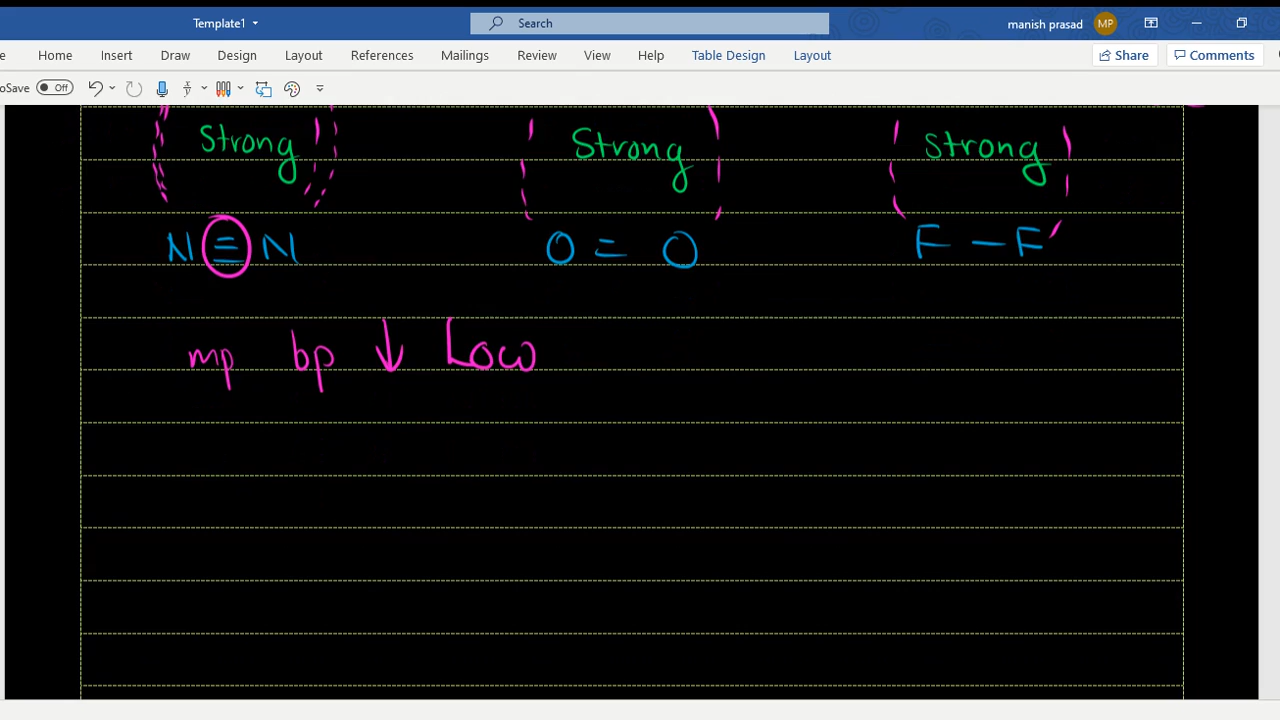 Template1
Search
manish prasad MP
Home Insert Draw Design Layout References Mailings Review View Help Table Design Layout Share Comments
oSave Off
Strong Strong Strong
N ≡ N O = O F — F
mp bp ↓ Low